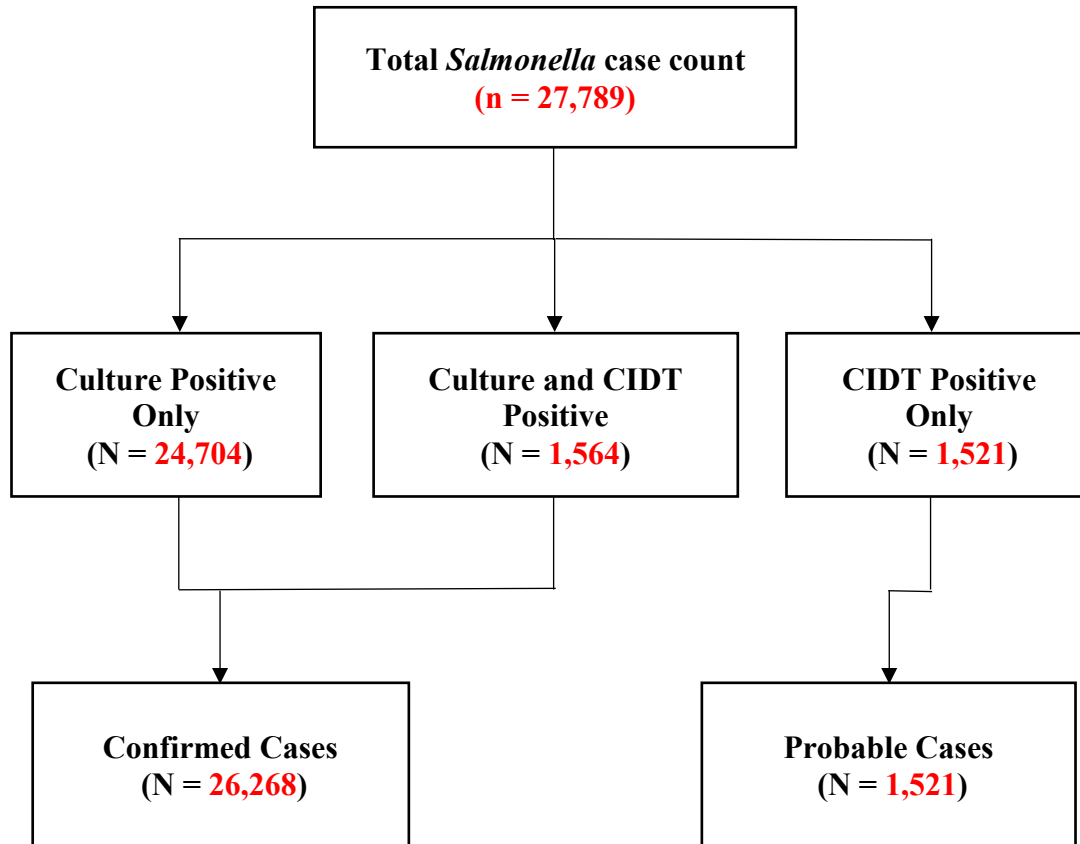 Total Salmonella case count
(n = 27,789)
Culture Positive
Only
(N = 24,704)
Culture and CIDT
Positive
(N = 1,564)
CIDT Positive
Only
(N = 1,521)
Confirmed Cases
(N = 26,268)
Probable Cases
(N = 1,521)